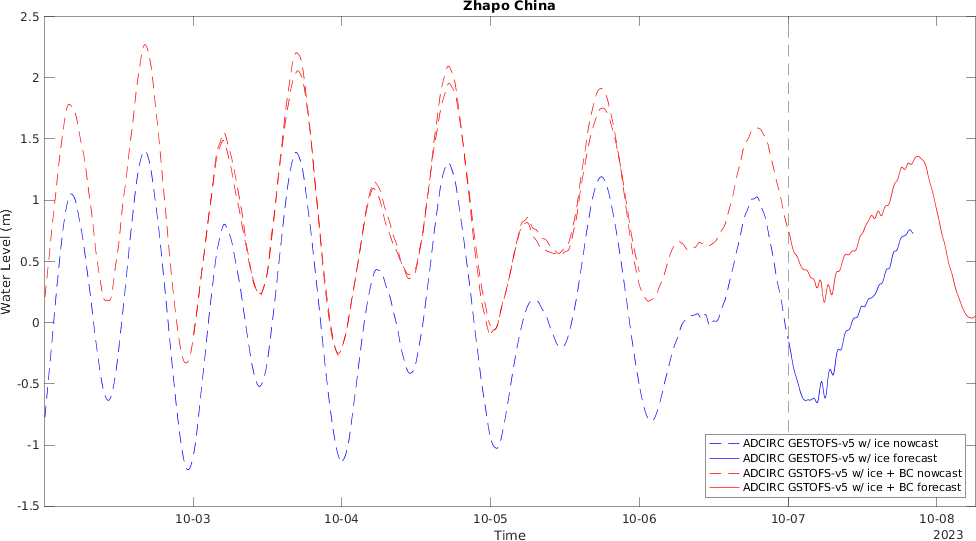 Zhapo China
2.5
2
1.5
1
0.5
0
-0.5
-1
-1.5
Water Level (m)
10-03
10-04
10-05
10-06
10-07
10-08
Time
2023
ADCIRC GESTOFS-v5 w/ ice nowcast
ADCIRC GESTOFS-v5 w/ ice forecast
ADCIRC GSTOFS-v5 w/ ice + BC nowcast
ADCIRC GSTOFS-v5 w/ ice + BC forecast